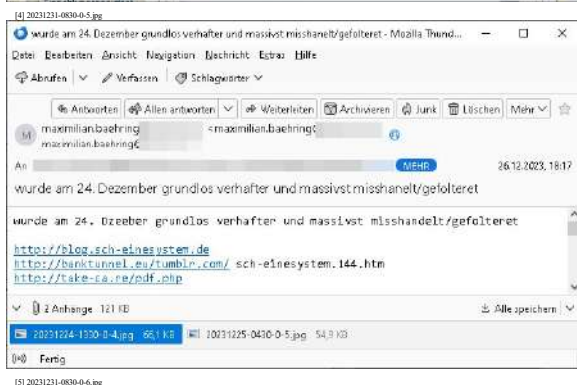 [4] 20231231-0830-0-5.jpg
wurde am 24. Dezember grundlos verhafter und massivst misshanelt/gefolteret - Mozilla Thund...
Datei Bearbeiten Ansicht Navigation Nachricht Extras Hilfe
Abrufen Verfassen Schlagwörter
Antworten Allen antworten Weiterleiten Archivieren Junk Löschen Mehr
M maximilian.baehring <maximilian.baehring
maximilian.baehring
An MEHR 26.12.2023, 18:17
wurde am 24. Dezember grundlos verhafter und massivst misshanelt/gefolteret
wurde am 24. Dzeeber grundlos verhafter und massivst misshandelt/gefolteret
http://blog.sch-einesystem.de
http://banktunnel.eu/tumblr.com/ sch-einesystem.144.htm
http://take-ca.re/pdf.php
2 Anhänge 121 KB Alle speichern
20231224-1330-0-4.jpg 66,1 KB 20231225-0430-0-5.jpg 54,9 KB
Fertig
[5] 20231231-0830-0-6.jpg